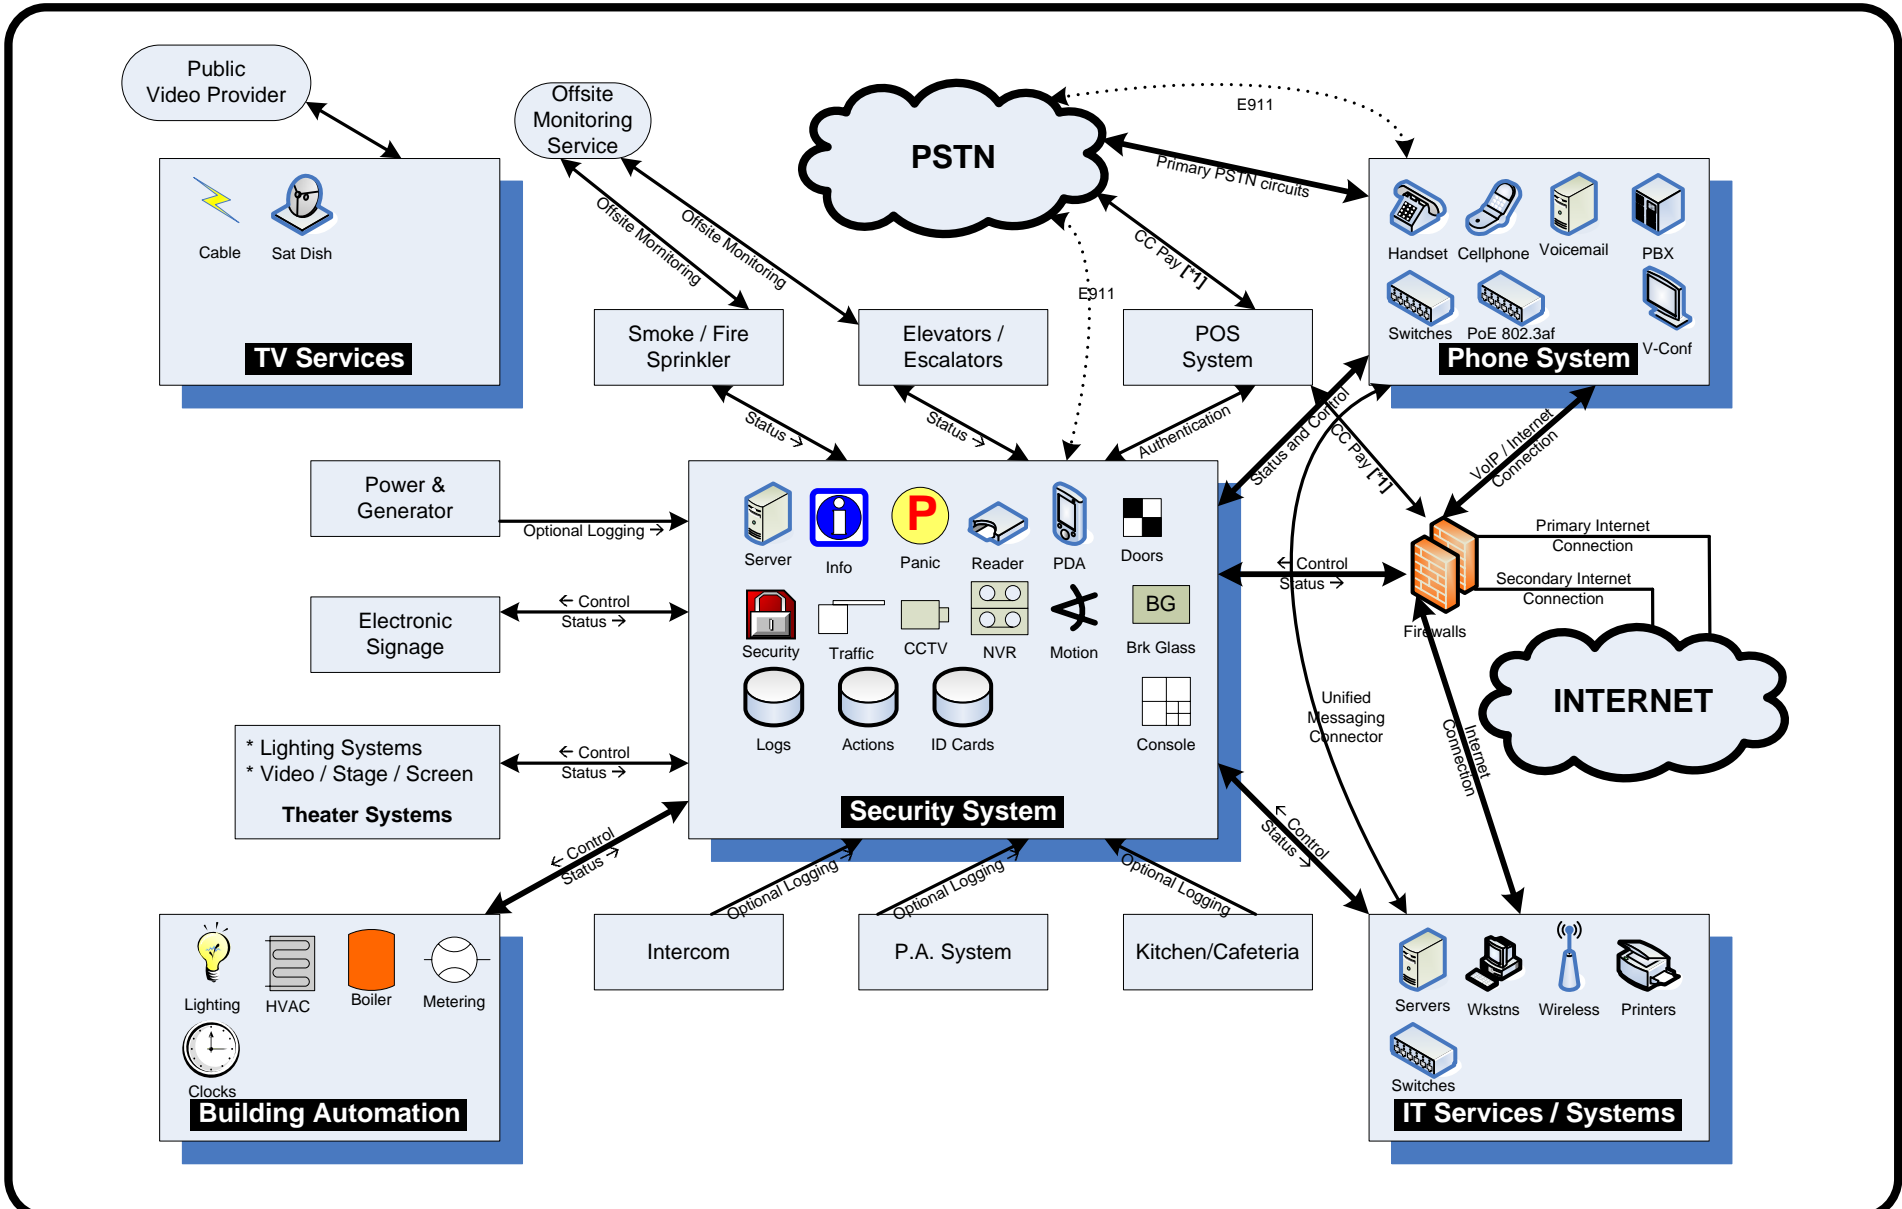 Public
Video Provider
Offsite
Monitoring
Service
PSTN
E911
Primary PSTN circuits
Offsite Mornitoring
Offsite Monitoring
CC Pay [*1]
E911
Cable
Sat Dish
TV Services
Handset
Cellphone
Voicemail
PBX
Switches
PoE 802.3af
V-Conf
Phone System
Smoke / Fire
Sprinkler
Elevators /
Escalators
POS
System
Status →
Status →
Authentication
Status and Control
CC Pay [*1]
VoIP / Internet
Connection
Power &
Generator
Optional Logging →
Electronic
Signage
← Control
Status →
* Lighting Systems
* Video / Stage / Screen
Theater Systems
← Control
Status →
Server
Info
P
Panic
Reader
PDA
Doors
Security
Traffic
CCTV
NVR
Motion
BG
Brk Glass
Logs
Actions
ID Cards
Console
Security System
← Control
Status →
Firewalls
Primary Internet
Connection
Secondary Internet
Connection
INTERNET
Unified
Messaging
Connector
Internet
Connection
← Control
Status →
← Control
Status →
Optional Logging →
Optional Logging →
Optional Logging
Intercom
P.A. System
Kitchen/Cafeteria
Lighting
HVAC
Boiler
Metering
Clocks
Building Automation
Servers
Wkstns
Wireless
Printers
Switches
IT Services / Systems